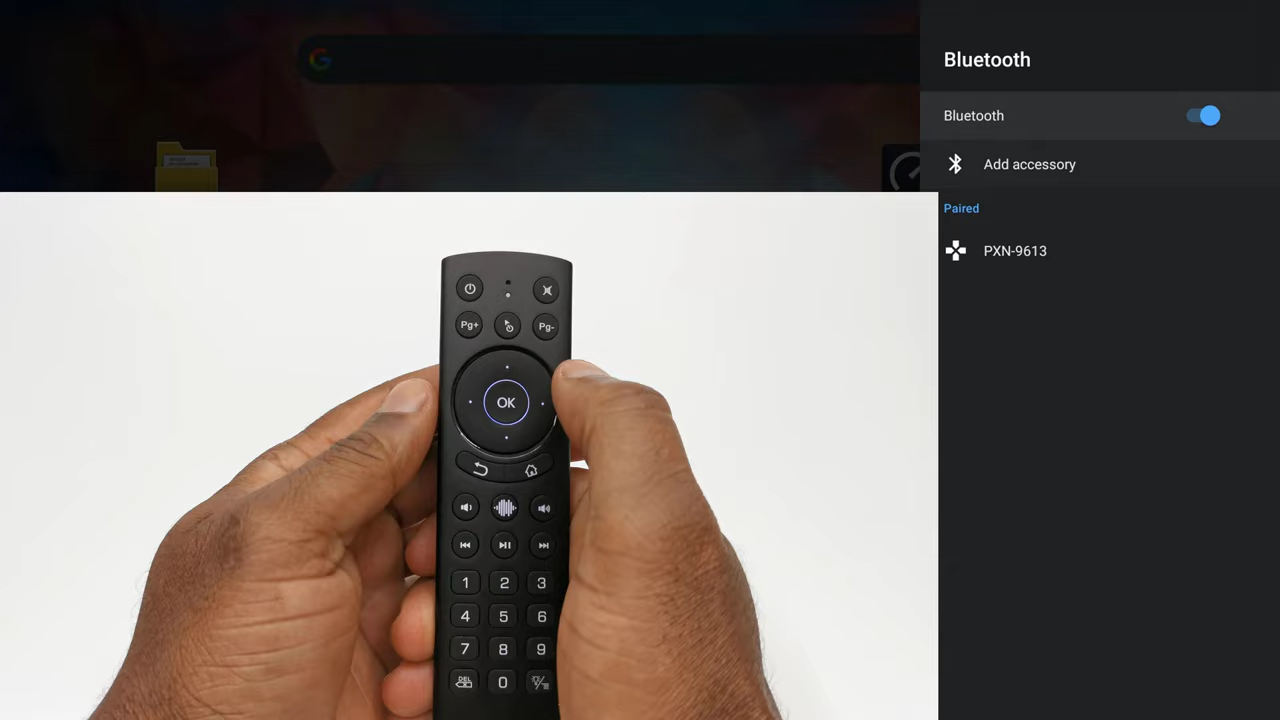 Bluetooth
Bluetooth
Add accessory
Paired
PXN-9613
Pg+
Pg-
OK
1 2 3
4 5 6
7 8 9
DEL 0